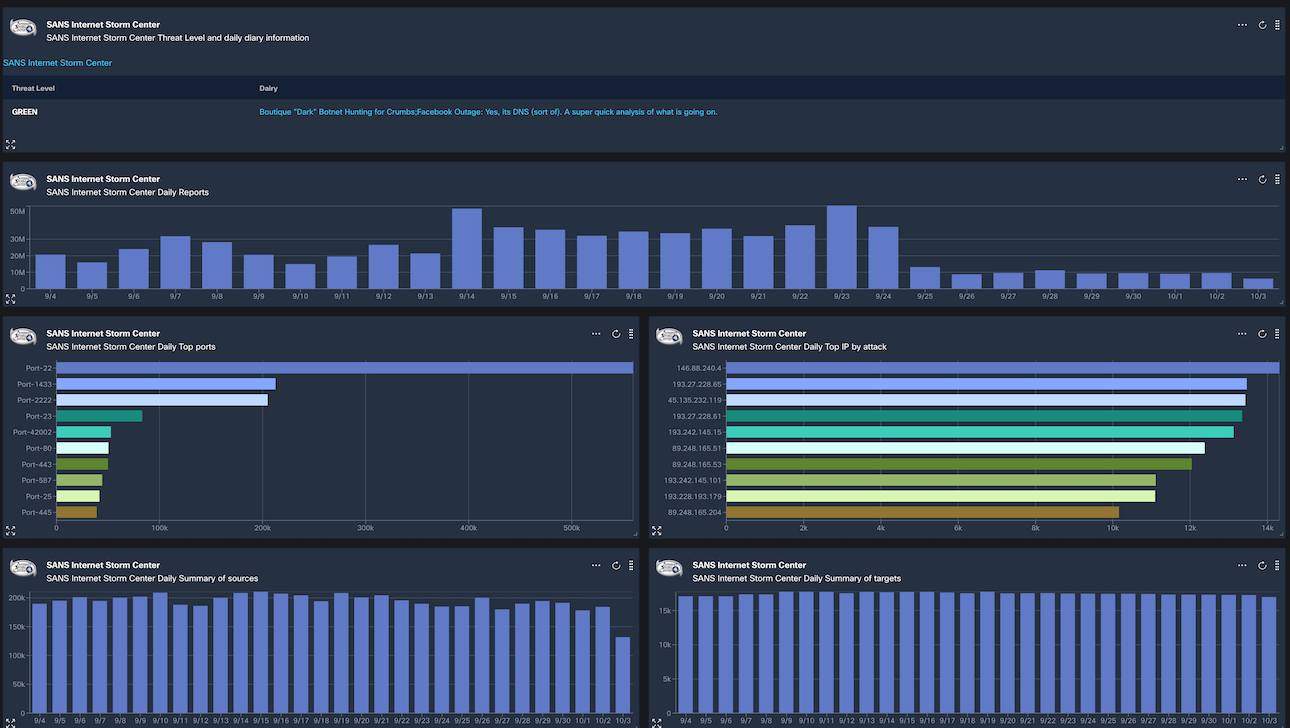 SANS Internet Storm Center
SANS Internet Storm Center Threat Level and daily diary information
SANS Internet Storm Center
Threat Level Dairy
GREEN Boutique "Dark" Botnet Hunting for Crumbs;Facebook Outage: Yes, its DNS (sort of). A super quick analysis of what is going on.
SANS Internet Storm Center
SANS Internet Storm Center Daily Reports
50M
30M
20M
10M
0
9/4 9/5 9/6 9/7 9/8 9/9 9/10 9/11 9/12 9/13 9/14 9/15 9/16 9/17 9/18 9/19 9/20 9/21 9/22 9/23 9/24 9/25 9/26 9/27 9/28 9/29 9/30 10/1 10/2 10/3
SANS Internet Storm Center
SANS Internet Storm Center Daily Top ports
Port-22
Port-1433
Port-2222
Port-23
Port-42002
Port-80
Port-443
Port-587
Port-25
Port-445
0 100k 200k 300k 400k 500k
SANS Internet Storm Center
SANS Internet Storm Center Daily Top IP by attack
146.88.240.4
193.27.228.65
45.135.232.119
193.27.228.61
193.242.145.15
89.248.165.51
89.248.165.53
193.242.145.101
193.228.193.179
89.248.165.204
0 2k 4k 6k 8k 10k 12k 14k
SANS Internet Storm Center
SANS Internet Storm Center Daily Summary of sources
200k
150k
100k
50k
0
9/4 9/5 9/6 9/7 9/8 9/9 9/10 9/11 9/12 9/13 9/14 9/15 9/16 9/17 9/18 9/19 9/20 9/21 9/22 9/23 9/24 9/25 9/26 9/27 9/28 9/29 9/30 10/1 10/2 10/3
SANS Internet Storm Center
SANS Internet Storm Center Daily Summary of targets
15k
10k
5k
0
9/4 9/5 9/6 9/7 9/8 9/9 9/10 9/11 9/12 9/13 9/14 9/15 9/16 9/17 9/18 9/19 9/20 9/21 9/22 9/23 9/24 9/25 9/26 9/27 9/28 9/29 9/30 10/1 10/2 10/3